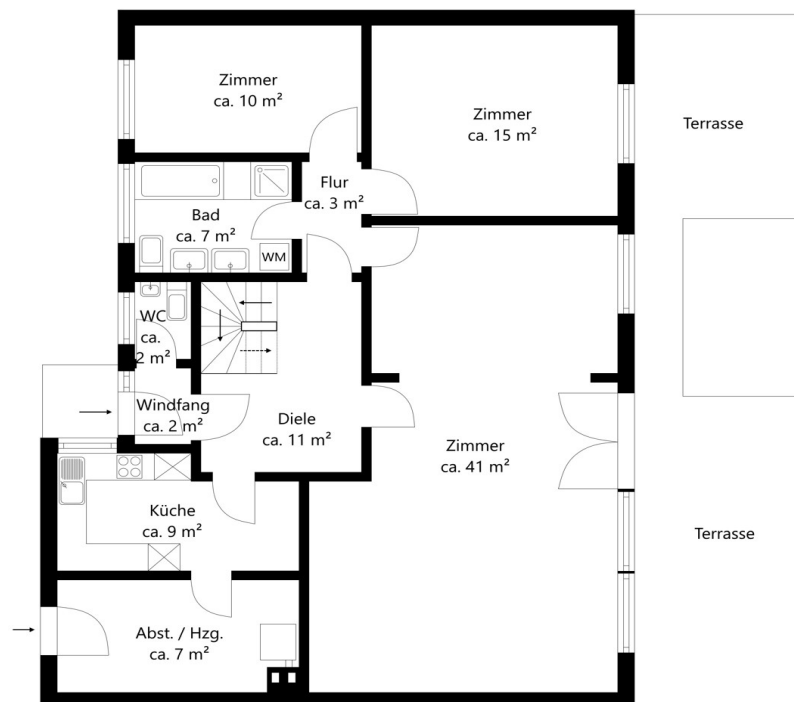 Zimmer
ca. 10 m²
Zimmer
ca. 15 m²
Terrasse
Flur
ca. 3 m²
Bad
ca. 7 m²
WM
WC
ca.
2 m²
Windfang
ca. 2 m²
Diele
ca. 11 m²
Zimmer
ca. 41 m²
Küche
ca. 9 m²
Terrasse
Abst. / Hzg.
ca. 7 m²